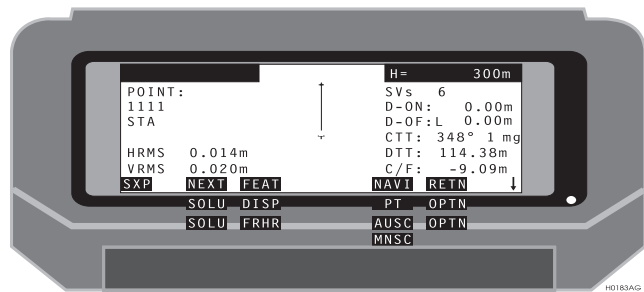 H= 300m
POINT: SVs 6
1111 D-ON: 0.00m
STA D-OF:L 0.00m
CTT: 348° 1 mg
HRMS 0.014m DTT: 114.38m
VRMS 0.020m C/F: -9.09m
SXP NEXT FEAT NAVI RETN ↓
SOLU DISP PT OPTN
SOLU FRHR AUSC OPTN
MNSC
H0183AG